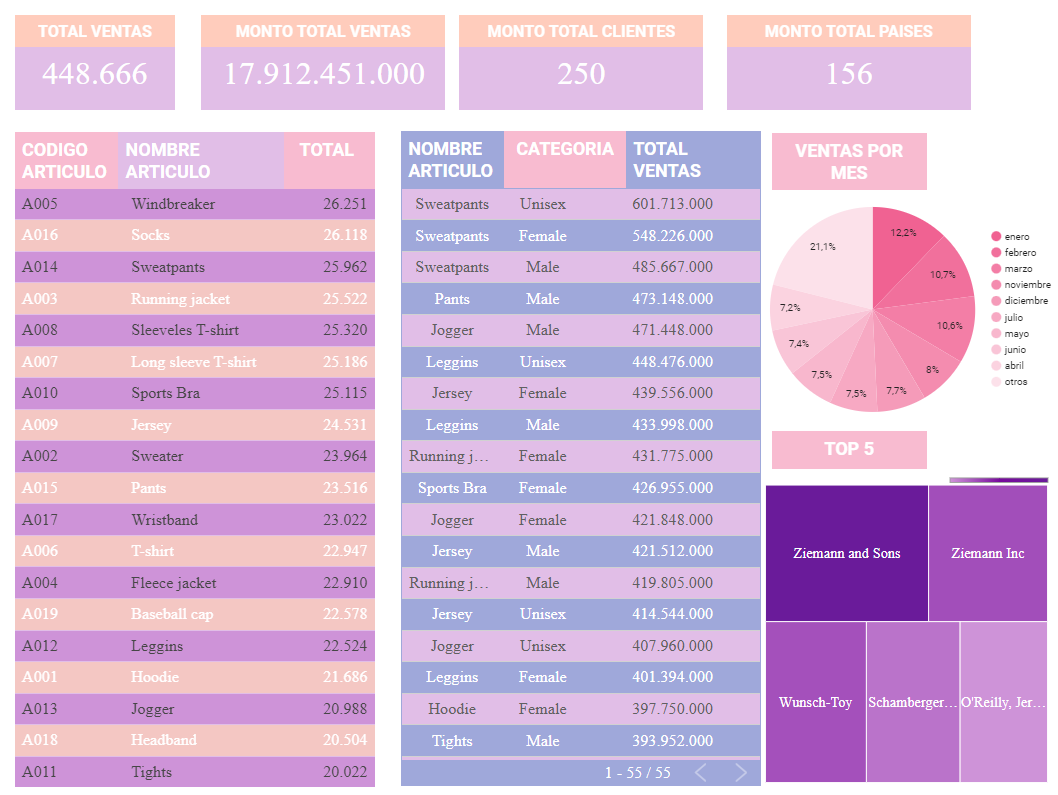 TOTAL VENTAS
448.666
MONTO TOTAL VENTAS
17.912.451.000
MONTO TOTAL CLIENTES
250
MONTO TOTAL PAISES
156
CODIGO ARTICULO NOMBRE ARTICULO TOTAL
A005 Windbreaker 26.251
A016 Socks 26.118
A014 Sweatpants 25.962
A003 Running jacket 25.522
A008 Sleeveles T-shirt 25.320
A007 Long sleeve T-shirt 25.186
A010 Sports Bra 25.115
A009 Jersey 24.531
A002 Sweater 23.964
A015 Pants 23.516
A017 Wristband 23.022
A006 T-shirt 22.947
A004 Fleece jacket 22.910
A019 Baseball cap 22.578
A012 Leggins 22.524
A001 Hoodie 21.686
A013 Jogger 20.988
A018 Headband 20.504
A011 Tights 20.022
NOMBRE ARTICULO CATEGORIA TOTAL VENTAS
Sweatpants Unisex 601.713.000
Sweatpants Female 548.226.000
Sweatpants Male 485.667.000
Pants Male 473.148.000
Jogger Male 471.448.000
Leggins Unisex 448.476.000
Jersey Female 439.556.000
Leggins Male 433.998.000
Running j... Female 431.775.000
Sports Bra Female 426.955.000
Jogger Female 421.848.000
Jersey Male 421.512.000
Running j... Male 419.805.000
Jersey Unisex 414.544.000
Jogger Unisex 407.960.000
Leggins Female 401.394.000
Hoodie Female 397.750.000
Tights Male 393.952.000
1 - 55 / 55
VENTAS POR
MES
12,2%
10,7%
10,6%
8%
7,7%
7,5%
7,5%
7,4%
7,2%
21,1%
enero
febrero
marzo
noviembre
diciembre
julio
mayo
junio
abril
otros
TOP 5
Ziemann and Sons
Ziemann Inc
Wunsch-Toy
Schamberger...
O'Reilly, Jer...